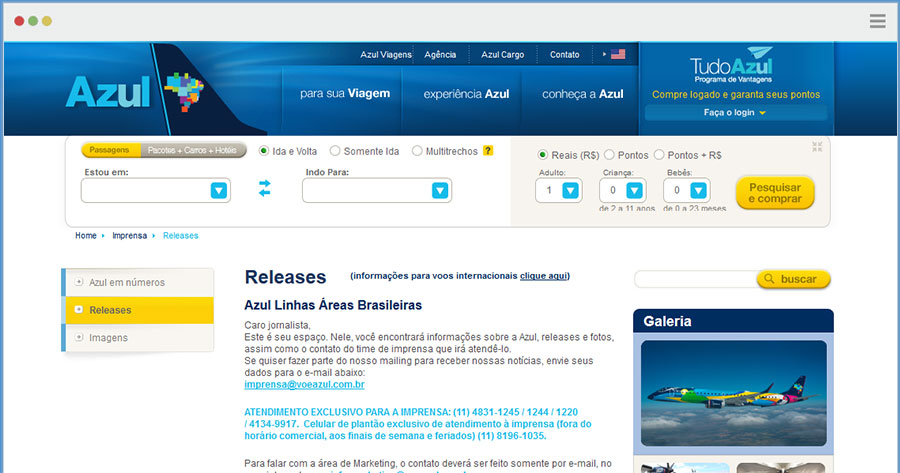 Azul Viagens
Agência
Azul Cargo
Contato
Azul
para sua Viagem
experiência Azul
conheça a Azul
TudoAzul
Programa de Vantagens
Compre logado e garanta seus pontos
Faça o login
Passagens
Pacotes + Carros + Hotéis
Ida e Volta
Somente Ida
Multitrechos
?
Reais (R$)
Pontos
Pontos + R$
Estou em:
Indo Para:
Adulto:
Criança:
Bebês:
1
0
0
de 2 a 11 anos
de 0 a 23 meses
Pesquisar
e comprar
Home
Imprensa
Releases
Azul em números
Releases
Imagens
Releases
(informações para voos internacionais clique aqui)
Azul Linhas Áreas Brasileiras
Caro jornalista,
Este é seu espaço. Nele, você encontrará informações sobre a Azul, releases e fotos,
assim como o contato do time de imprensa que irá atendê-lo.
Se quiser fazer parte do nosso mailing para receber nossas notícias, envie seus
dados para o e-mail abaixo:
imprensa@voeazul.com.br
ATENDIMENTO EXCLUSIVO PARA A IMPRENSA: (11) 4831-1245 / 1244 / 1220
/ 4134-9917. Celular de plantão exclusivo de atendimento à imprensa (fora do
horário comercial, aos finais de semana e feriados) (11) 8196-1035.
Para falar com a área de Marketing, o contato deverá ser feito somente por e-mail, no
buscar
Galeria